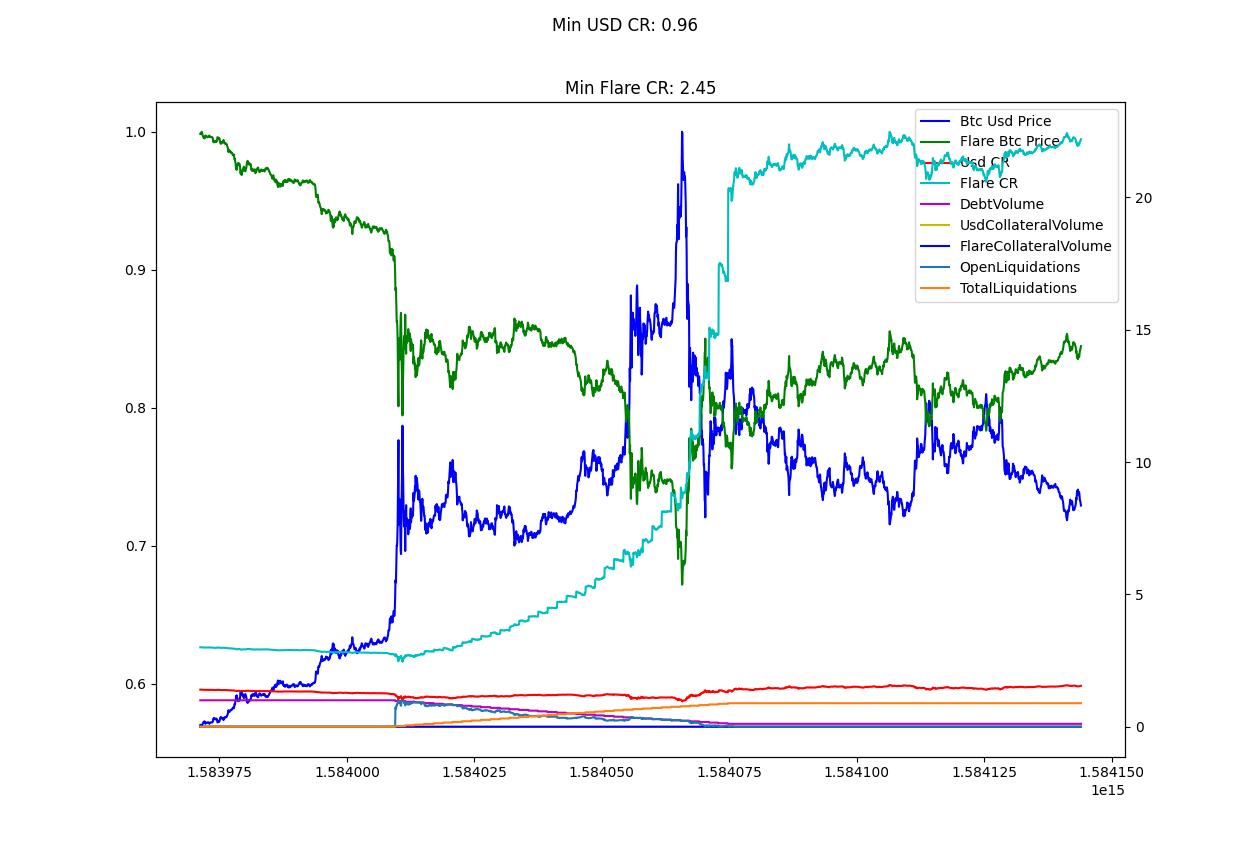 Min USD CR: 0.96
Min Flare CR: 2.45
1.0
0.9
0.8
0.7
0.6
20
15
10
5
0
Btc Usd Price
Flare Btc Price
Usd CR
Flare CR
DebtVolume
UsdCollateralVolume
FlareCollateralVolume
OpenLiquidations
TotalLiquidations
1.583975 1.584000 1.584025 1.584050 1.584075 1.584100 1.584125 1.584150
1e15